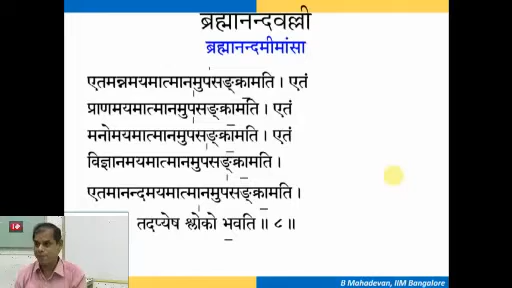 ब्रह्मानन्दवल्ली
ब्रह्मानन्दमीमांसा
एतमन्नमयमात्मानमुपसङ्क्रामति । एतं
प्राणमयमात्मानमुपसङ्क्रामति । एतं
मनोमयमात्मानमुपसङ्क्रामति । एतं
विज्ञानमयमात्मानमुपसङ्क्रामति ।
एतमानन्दमयमात्मानमुपसङ्क्रामति ।
तदप्येष श्लोको भवति ॥ ८ ॥
B Mahadevan, IIM Bangalore